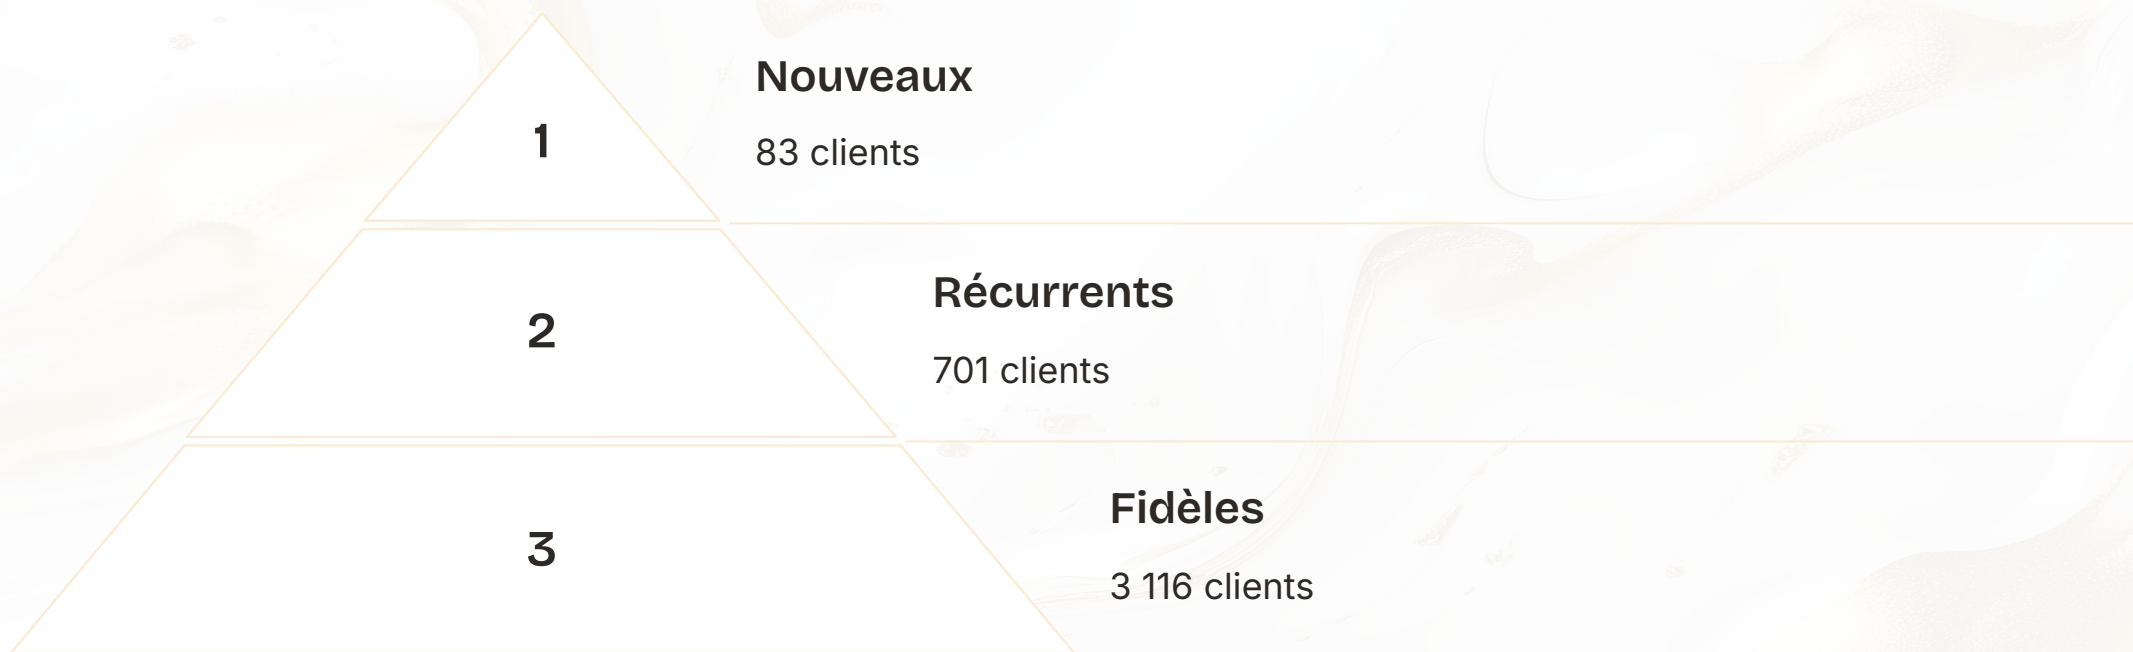 1
Nouveaux
83 clients
2
Récurrents
701 clients
3
Fidèles
3 116 clients